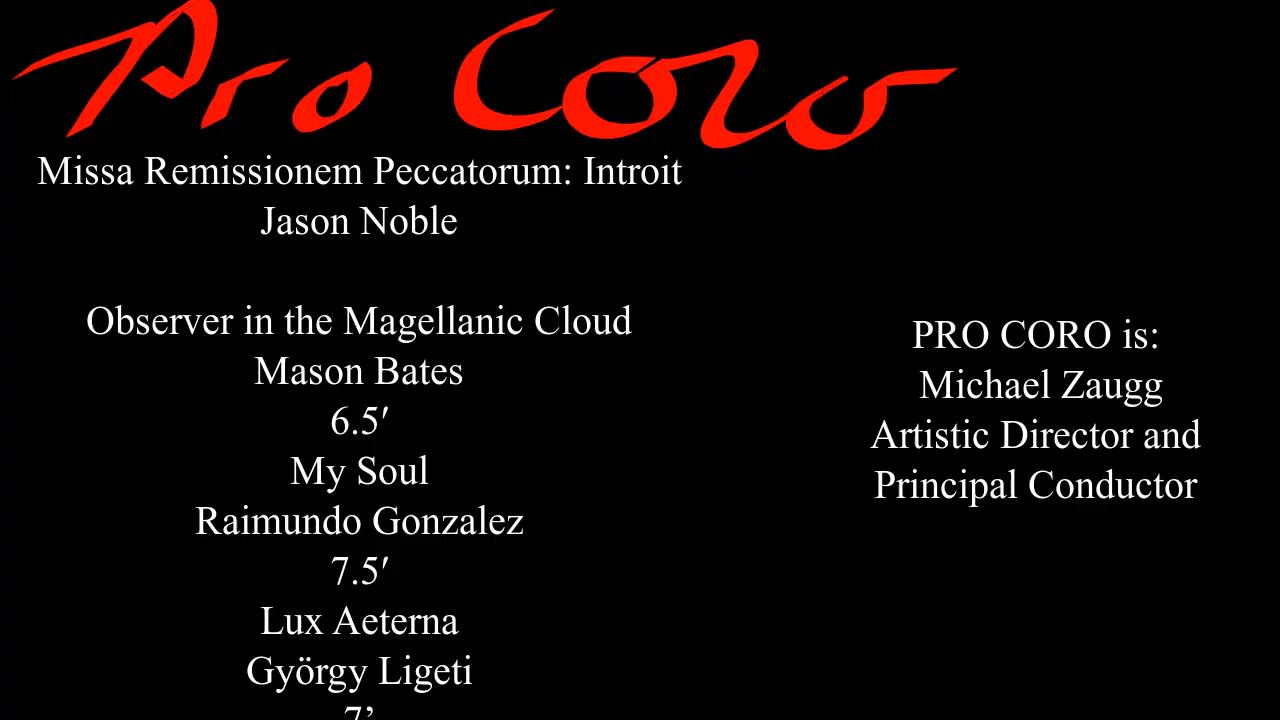 Pro Coro
Missa Remissionem Peccatorum: Introit
Jason Noble
Observer in the Magellanic Cloud
Mason Bates
6.5′
My Soul
Raimundo Gonzalez
7.5′
Lux Aeterna
György Ligeti
7’
PRO CORO is:
Michael Zaugg
Artistic Director and
Principal Conductor